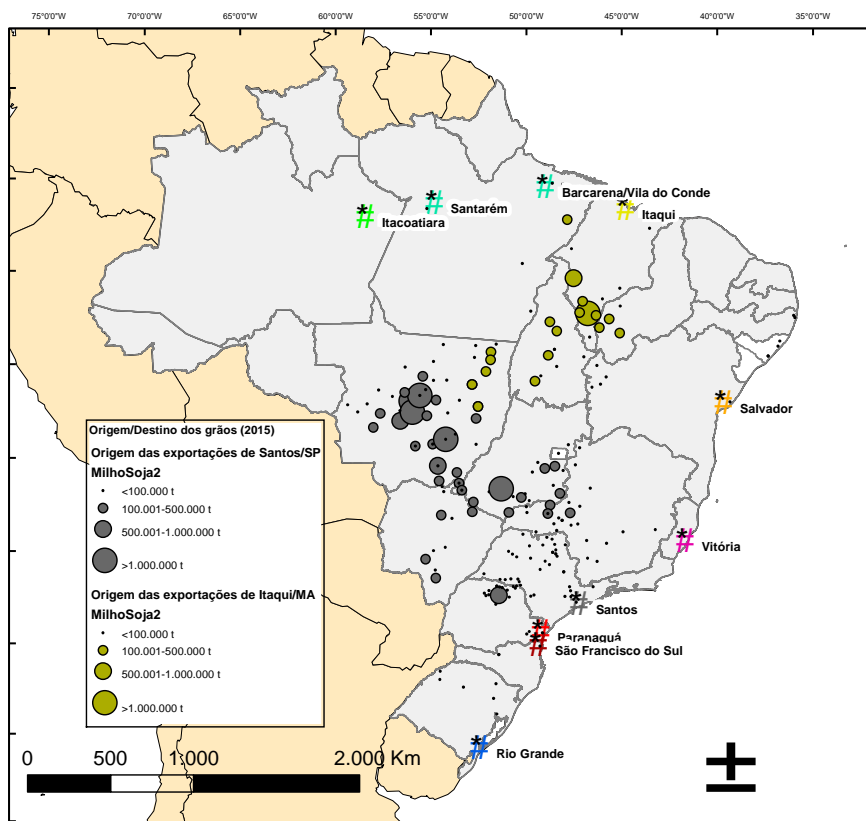 75°0'0"W 70°0'0"W 65°0'0"W 60°0'0"W 55°0'0"W 50°0'0"W 45°0'0"W 40°0'0"W 35°0'0"W
Barcarena/Vila do Conde
Santarém
Itaqui
Itacoatiara
Salvador
Origem/Destino dos grãos (2015)
Origem das exportações de Santos/SP
MilhoSoja2
<100.000 t
100.001-500.000 t
500.001-1.000.000 t
>1.000.000 t
Origem das exportações de Itaqui/MA
MilhoSoja2
<100.000 t
100.001-500.000 t
500.001-1.000.000 t
>1.000.000 t
Vitória
Santos
Paranaguá
São Francisco do Sul
Rio Grande
0 500 1.000 2.000 Km